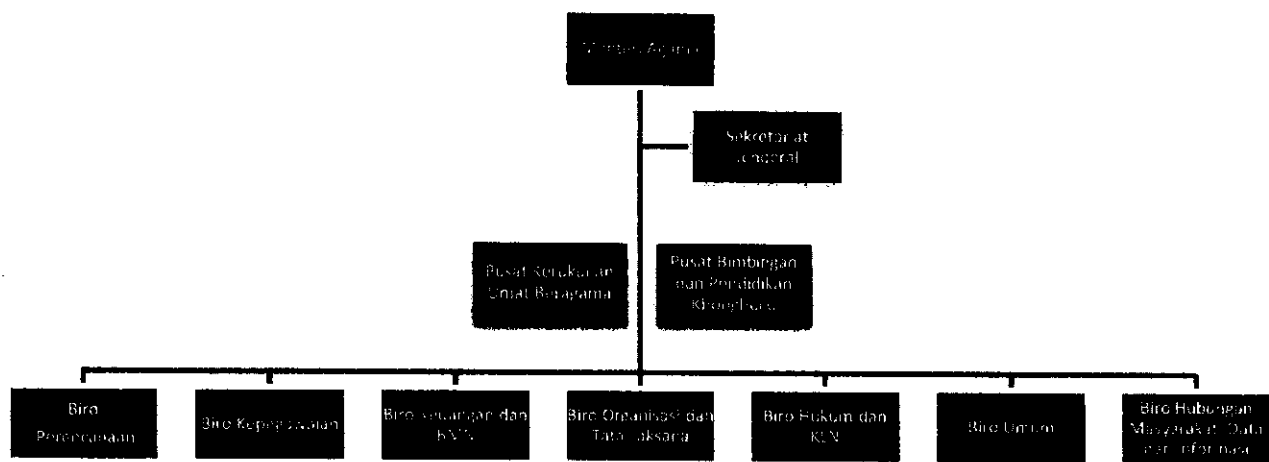 Menteri Agama
Sekretariat
Jenderal
Pusat Kerukunan
Umat Beragama
Pusat Bimbingan
dan Pendidikan
Khonghucu
Biro
Perencanaan
Biro Kepegawaian
Biro Keuangan dan
BMN
Biro Organisasi dan
Tata Laksana
Biro Hukum dan
KLN
Biro Umum
Biro Hubungan
Masyarakat, Data
dan Informasi